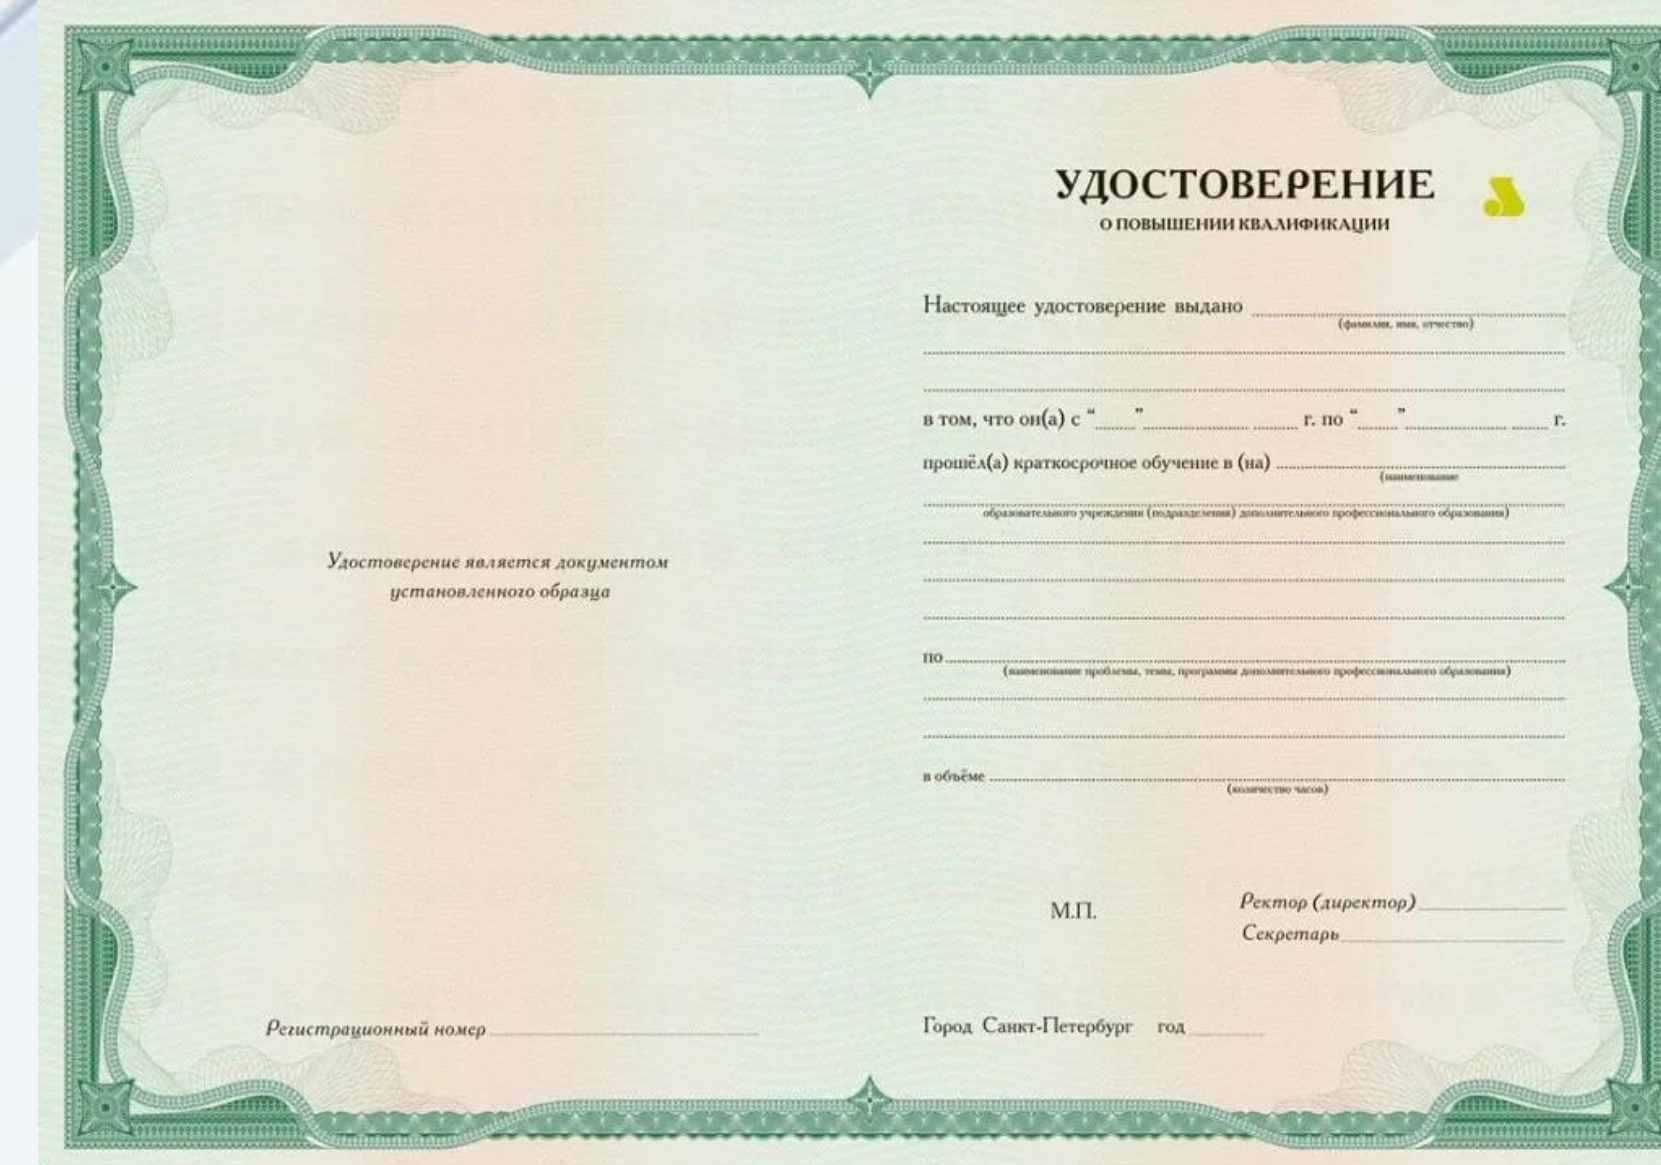 УДОСТОВЕРЕНИЕ
О ПОВЫШЕНИИ КВАЛИФИКАЦИИ
Настоящее удостоверение выдано
(фамилия, имя, отчество)
в том, что он(а) с “ ” г. по “ ” г.
прошёл(а) краткосрочное обучение в (на)
(наименование
образовательного учреждения (подразделения) дополнительного профессионального образования)
по
(наименование проблемы, темы, программы дополнительного профессионального образования)
в объёме
(количество часов)
М.П.
Ректор (директор)
Секретарь
Город Санкт-Петербург год
Удостоверение является документом
установленного образца
Регистрационный номер